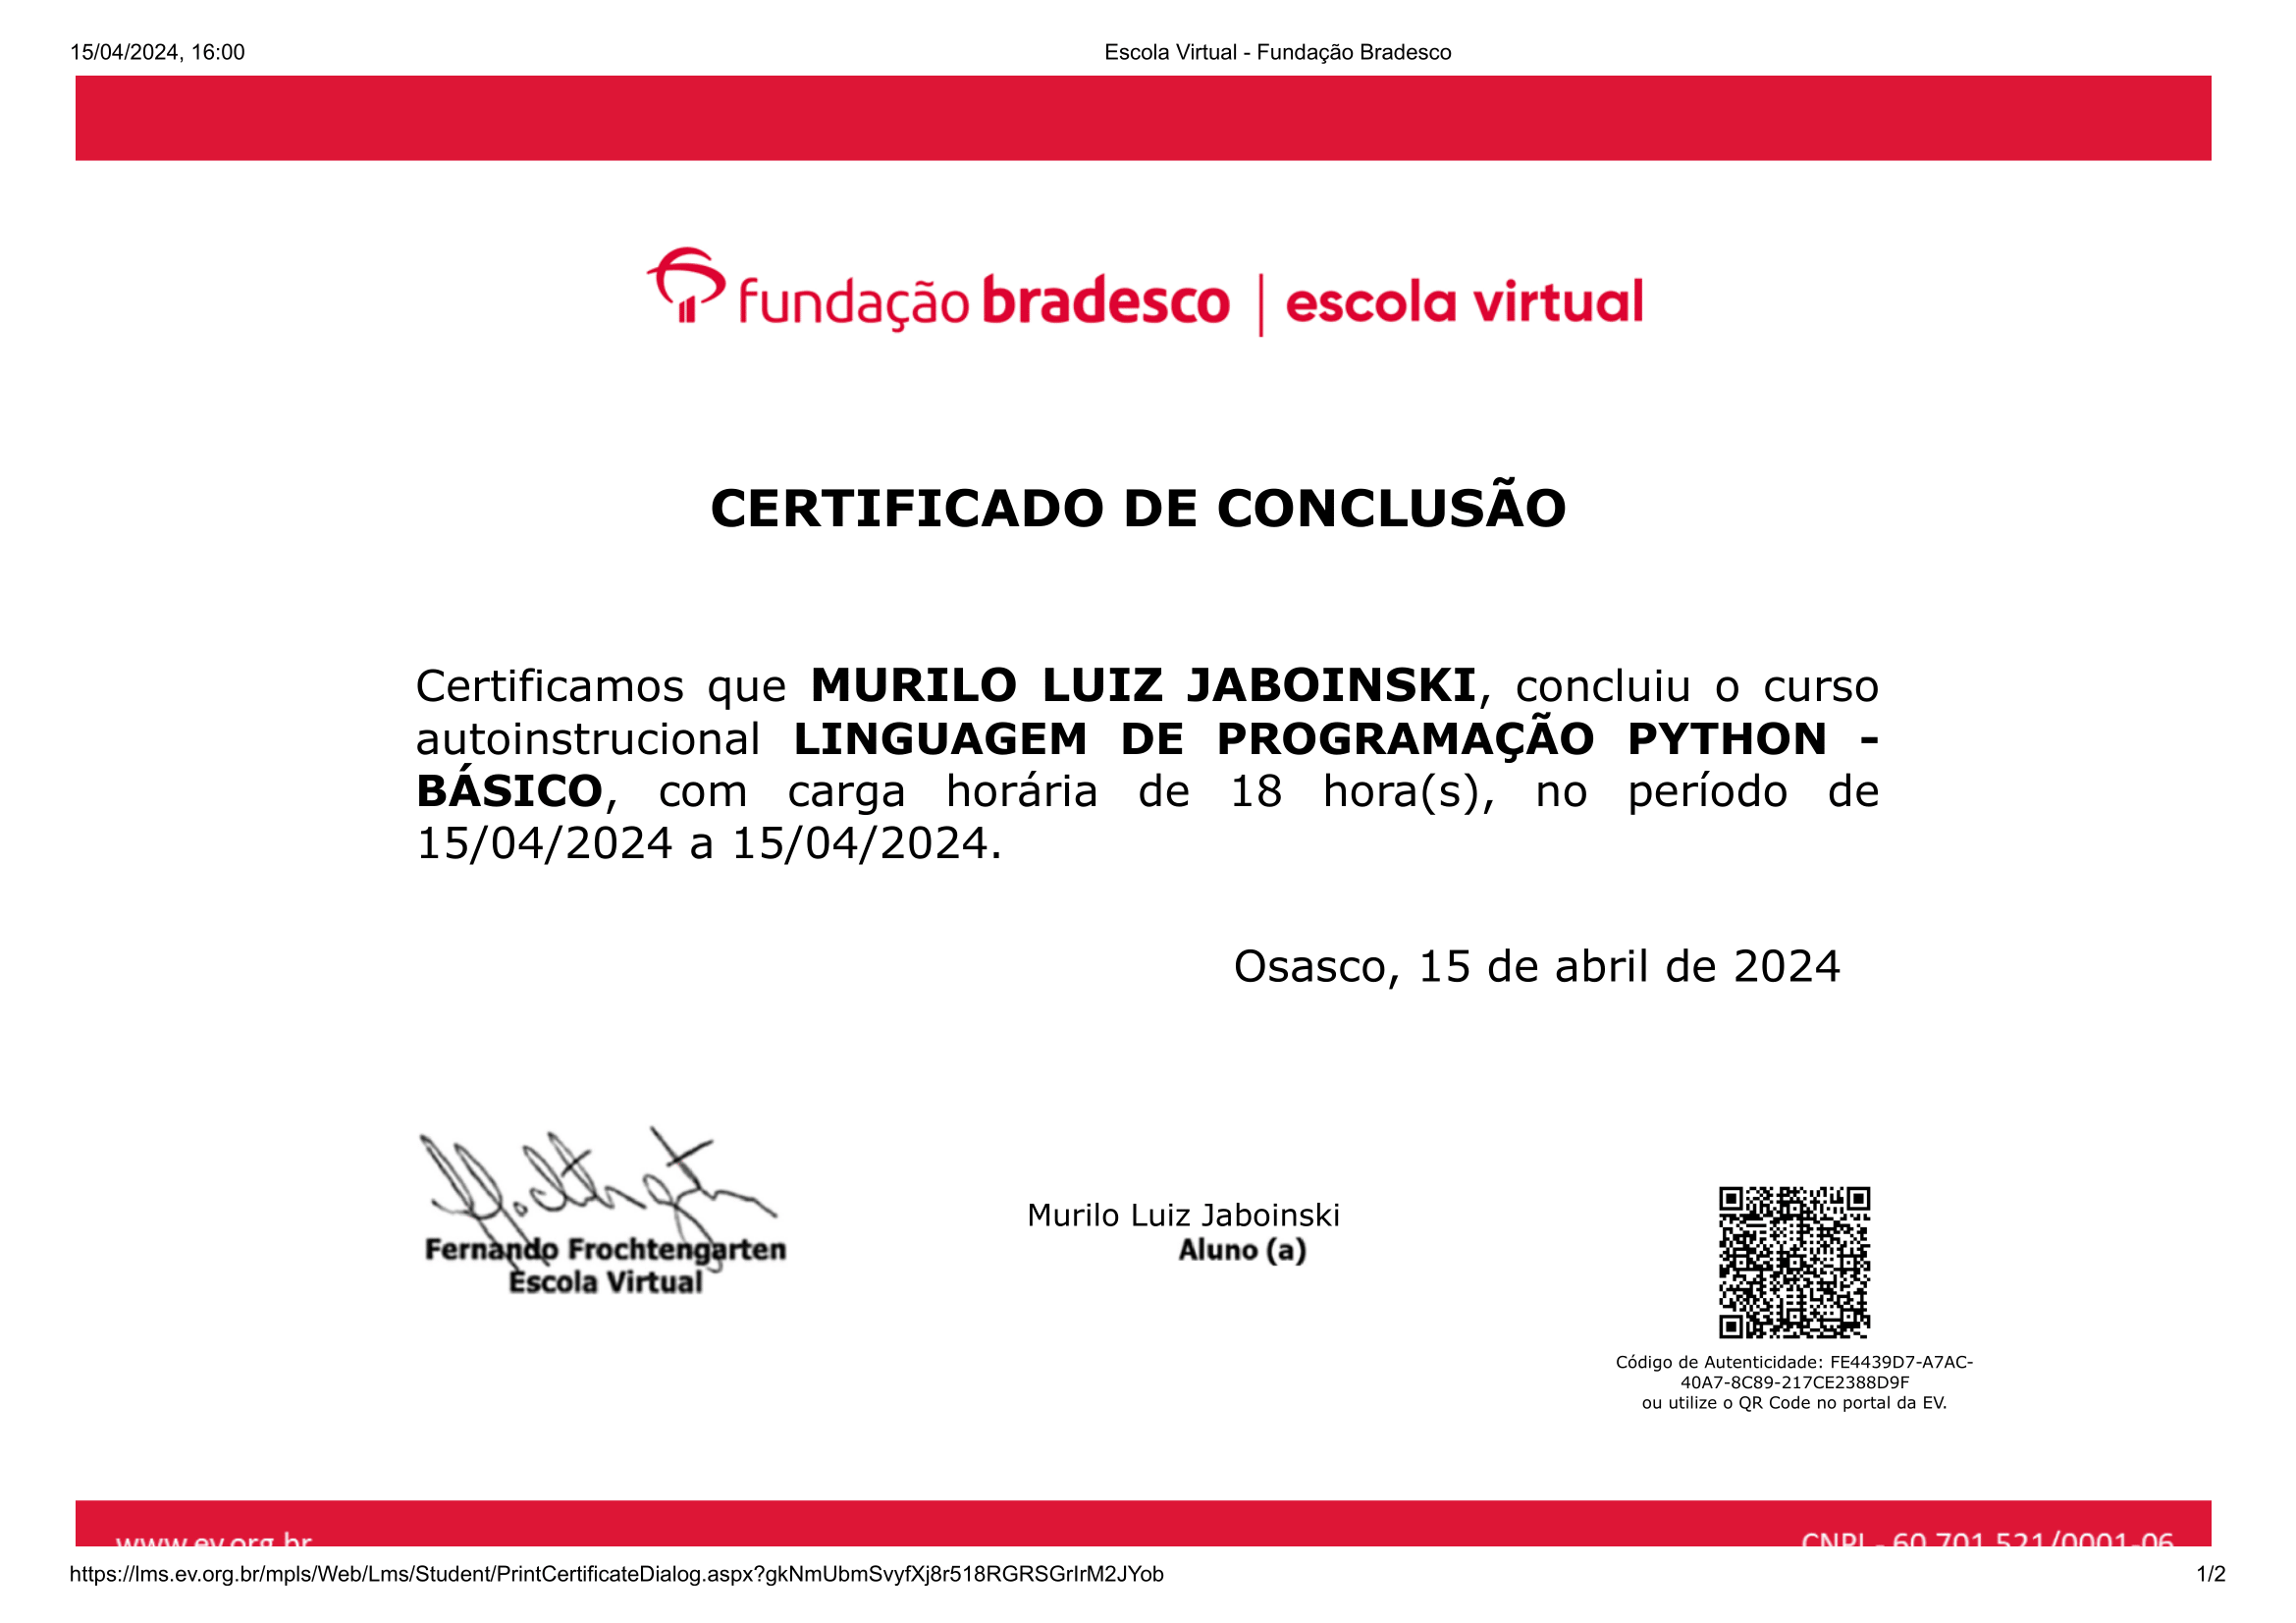 15/04/2024, 16:00 Escola Virtual - Fundação Bradesco
fundação bradesco | escola virtual
CERTIFICADO DE CONCLUSÃO
Certificamos que MURILO LUIZ JABOINSKI, concluiu o curso
autoinstrucional LINGUAGEM DE PROGRAMAÇÃO PYTHON -
BÁSICO, com carga horária de 18 hora(s), no período de
15/04/2024 a 15/04/2024.
Osasco, 15 de abril de 2024
Fernando Frochtengarten
Escola Virtual
Murilo Luiz Jaboinski
Aluno (a)
Código de Autenticidade: FE4439D7-A7AC-
40A7-8C89-217CE2388D9F
ou utilize o QR Code no portal da EV.
www.ev.org.br CNPJ - 60.701.521/0001-06
https://lms.ev.org.br/mpls/Web/Lms/Student/PrintCertificateDialog.aspx?gkNmUbmSvyfXj8r518RGRSGrIrM2JYob 1/2